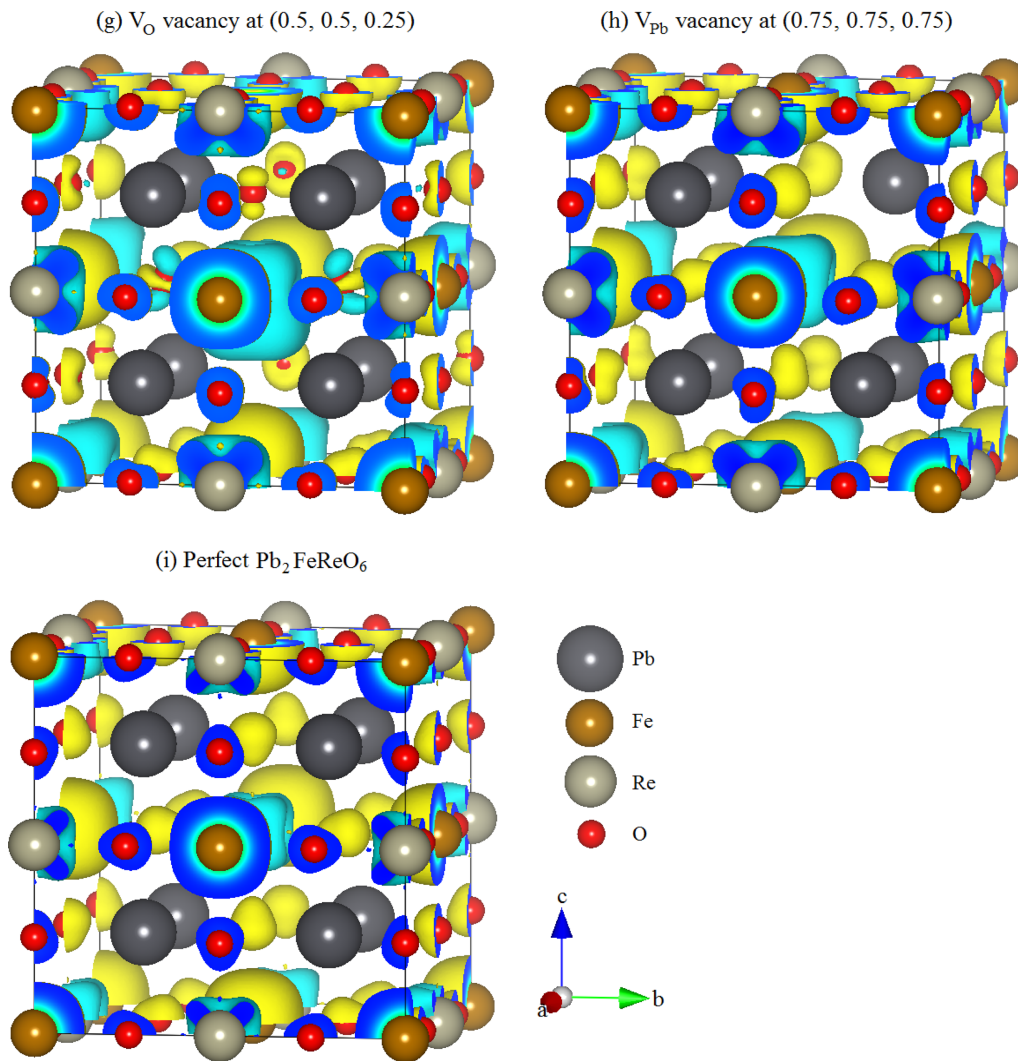 (g) V_O vacancy at (0.5, 0.5, 0.25)
(h) V_Pb vacancy at (0.75, 0.75, 0.75)
(i) Perfect Pb₂FeReO₆
Pb
Fe
Re
O
c
a
b